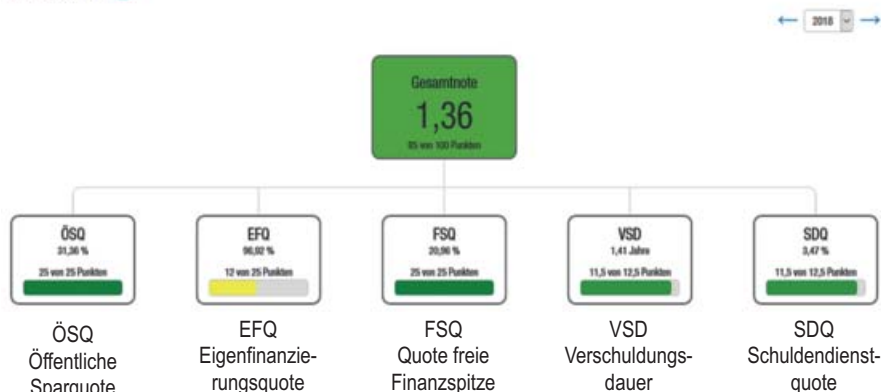 2018
Gesamtnote
1,36
85 von 100 Punkten
ÖSQ
31,36 %
25 von 25 Punkten
EFQ
96,92 %
12 von 25 Punkten
FSQ
20,96 %
25 von 25 Punkten
VSD
1,41 Jahre
11,5 von 12,5 Punkten
SDQ
3,47 %
11,5 von 12,5 Punkten
ÖSQ
Öffentliche
Sparquote
EFQ
Eigenfinanzie-
rungsquote
FSQ
Quote freie
Finanzspitze
VSD
Verschuldungs-
dauer
SDQ
Schuldendienst-
quote